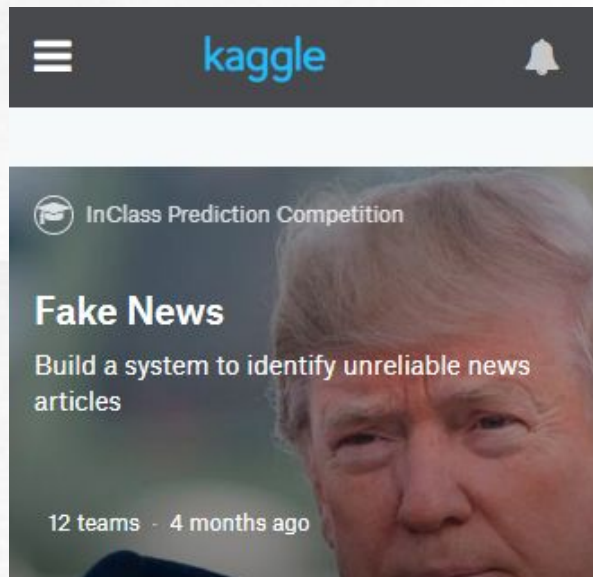 kaggle
InClass Prediction Competition
Fake News
Build a system to identify unreliable news
articles
12 teams - 4 months ago